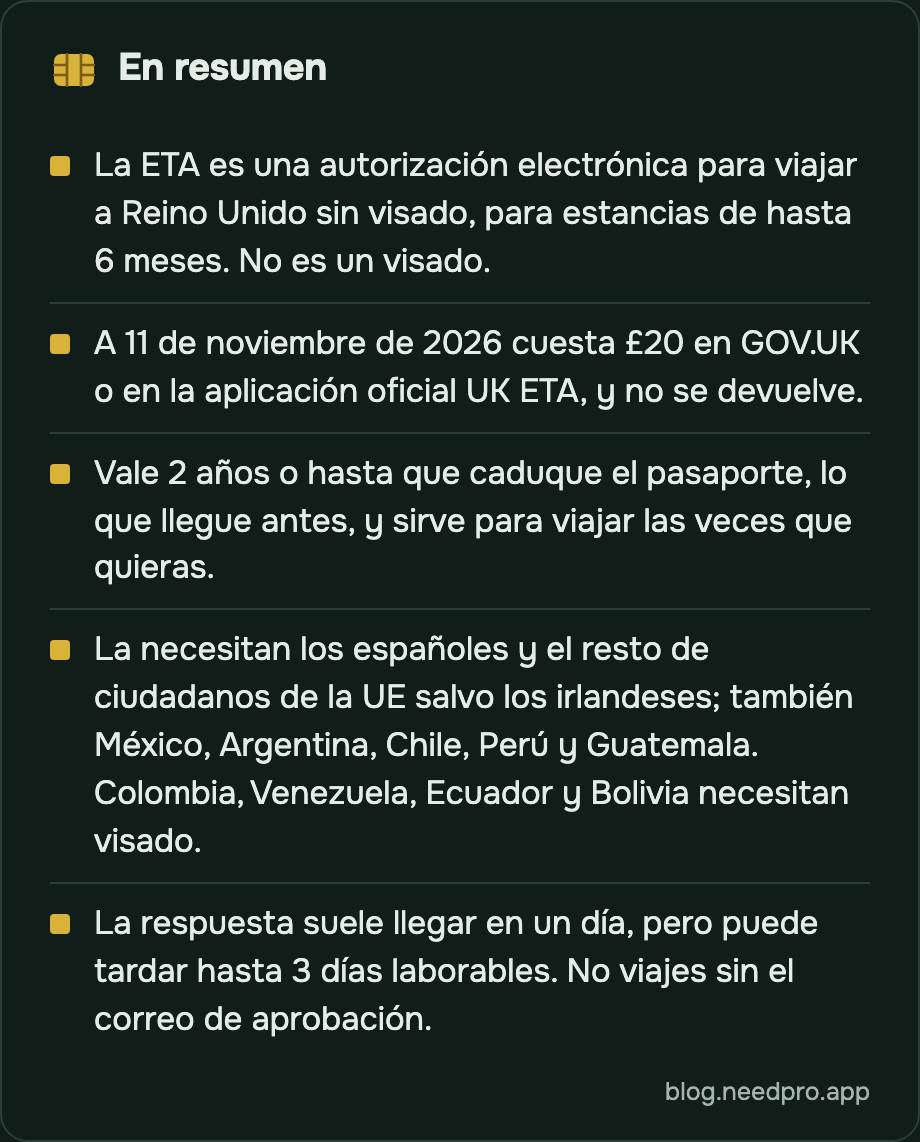 En resumen
La ETA es una autorización electrónica para viajar
a Reino Unido sin visado, para estancias de hasta
6 meses. No es un visado.
A 11 de noviembre de 2026 cuesta £20 en GOV.UK
o en la aplicación oficial UK ETA, y no se devuelve.
Vale 2 años o hasta que caduque el pasaporte, lo
que llegue antes, y sirve para viajar las veces que
quieras.
La necesitan los españoles y el resto de
ciudadanos de la UE salvo los irlandeses; también
México, Argentina, Chile, Perú y Guatemala.
Colombia, Venezuela, Ecuador y Bolivia necesitan
visado.
La respuesta suele llegar en un día, pero puede
tardar hasta 3 días laborables. No viajes sin el
correo de aprobación.
blog.needpro.app